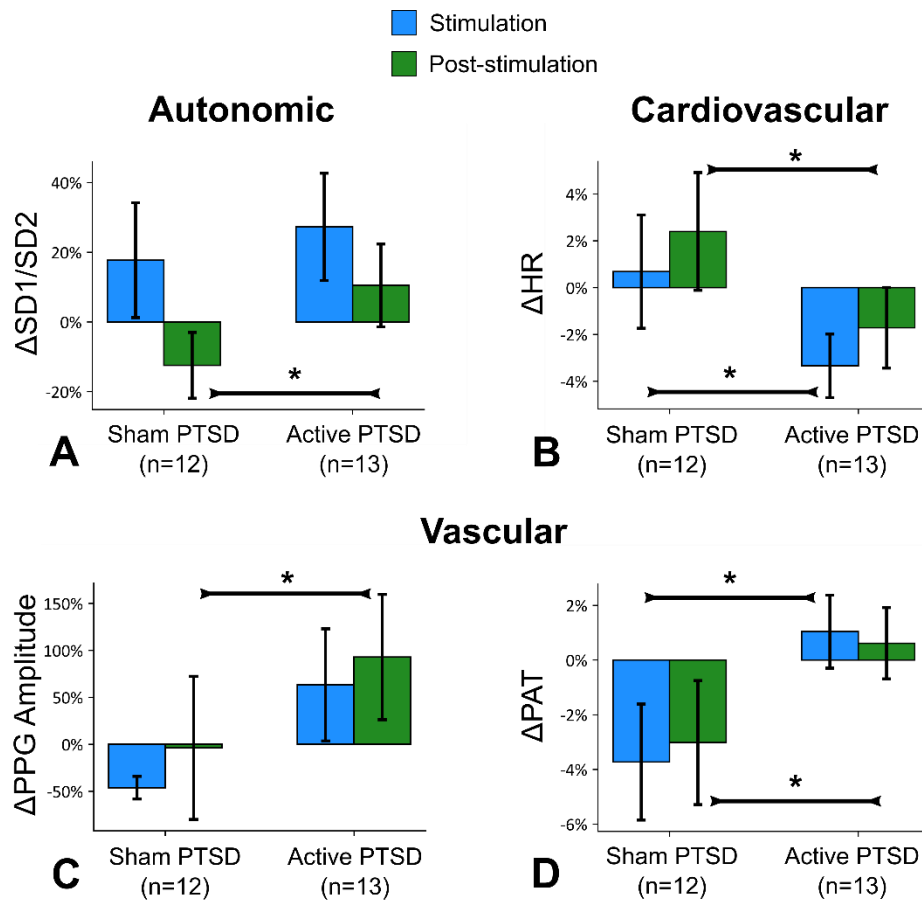 Stimulation
Post-stimulation
Autonomic
Cardiovascular
ΔSD1/SD2
40%
20%
0%
-20%
*
Sham PTSD
(n=12)
Active PTSD
(n=13)
A
ΔHR
4%
2%
0%
-2%
-4%
*
*
Sham PTSD
(n=12)
Active PTSD
(n=13)
B
Vascular
ΔPPG Amplitude
150%
100%
50%
0%
-50%
*
Sham PTSD
(n=12)
Active PTSD
(n=13)
C
ΔPAT
2%
0%
-2%
-4%
-6%
*
*
Sham PTSD
(n=12)
Active PTSD
(n=13)
D